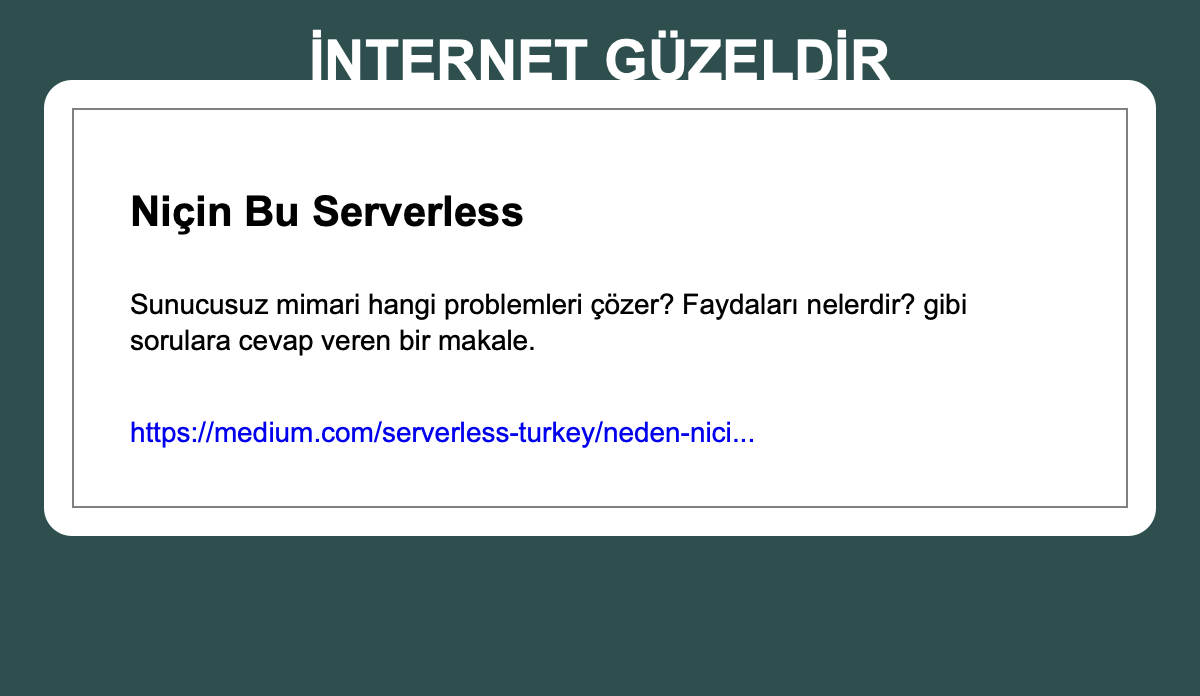 İNTERNET GÜZELDİR
Niçin Bu Serverless
Sunucusuz mimari hangi problemleri çözer? Faydaları nelerdir? gibi
sorulara cevap veren bir makale.
https://medium.com/serverless-turkey/neden-nici...